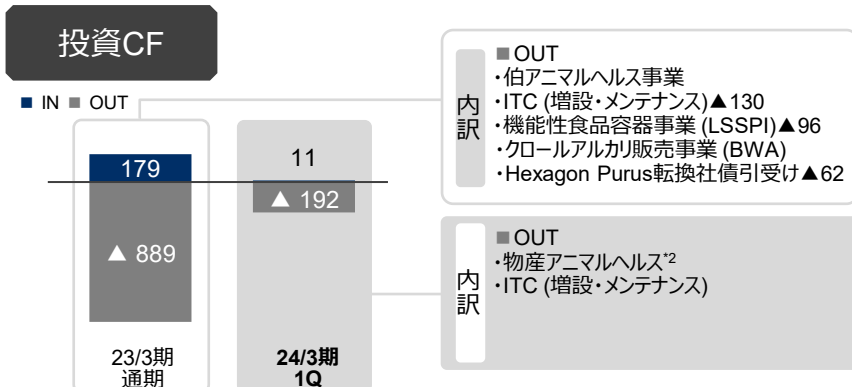 投資CF
■ IN ■ OUT
179
▲ 889
23/3期
通期
11
▲ 192
24/3期
1Q
内訳
■OUT
・伯アニマルヘルス事業
・ITC (増設・メンテナンス)▲130
・機能性食品容器事業 (LSSPI)▲96
・クロールアルカリ販売事業 (BWA)
・Hexagon Purus転換社債引受け▲62
内訳
■OUT
・物産アニマルヘルス*2
・ITC (増設・メンテナンス)